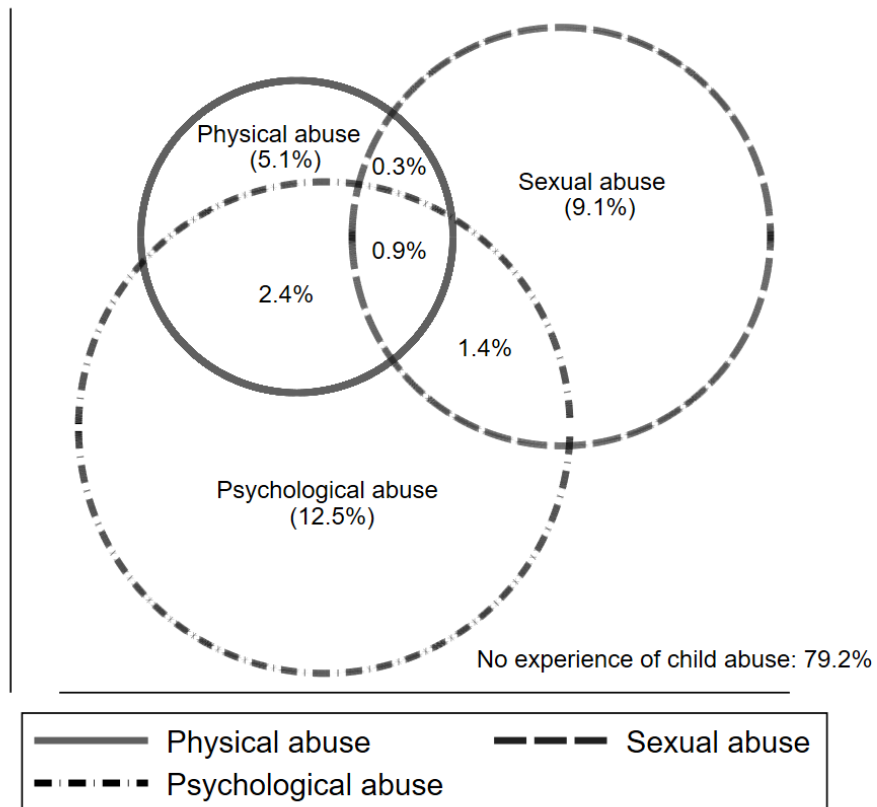 Physical abuse
(5.1%)
0.3%
Sexual abuse
(9.1%)
0.9%
2.4%
1.4%
Psychological abuse
(12.5%)
No experience of child abuse: 79.2%
Physical abuse
Sexual abuse
Psychological abuse